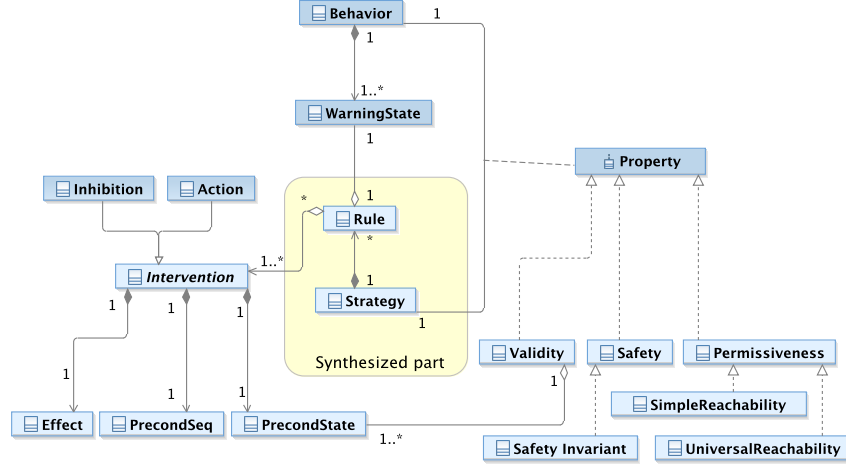 Behavior
1
1
1..*
WarningState
1
Property
Inhibition
Action
*
1
Rule
*
1..*
Intervention
1
Strategy
1
1
1
1
Synthesized part
Validity
Safety
Permissiveness
1
1
1
1
SimpleReachability
Effect
PrecondSeq
PrecondState
1..*
Safety Invariant
UniversalReachability